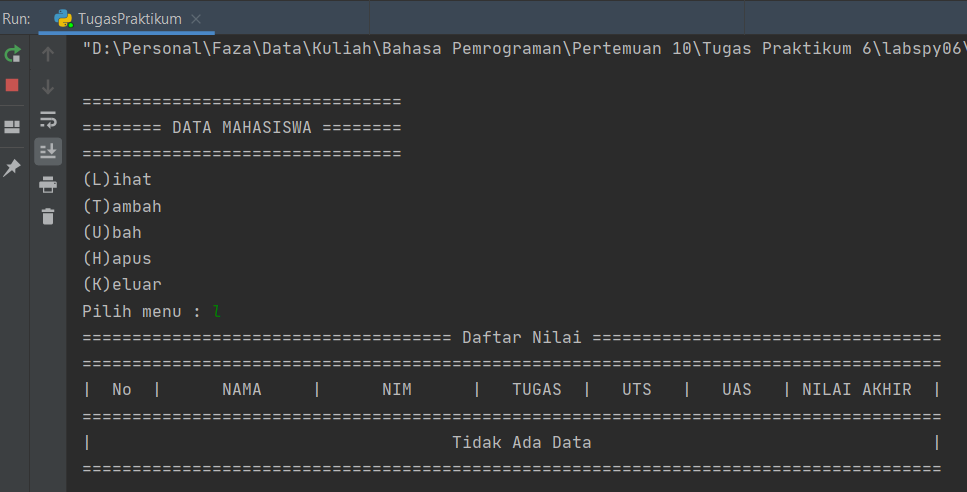 Run: TugasPraktikum
"D:\Personal\Faza\Data\Kuliah\Bahasa Pemrograman\Pertemuan 10\Tugas Praktikum 6\labspy06\
================================
======== DATA MAHASISWA ========
================================
(L)ihat
(T)ambah
(U)bah
(H)apus
(K)eluar
Pilih menu : l
===================================== Daftar Nilai ===================================
======================================================================================
|  No  |      NAMA     |      NIM      |   TUGAS  |   UTS   |   UAS   | NILAI AKHIR  |
======================================================================================
|                                    Tidak Ada Data                                  |
======================================================================================